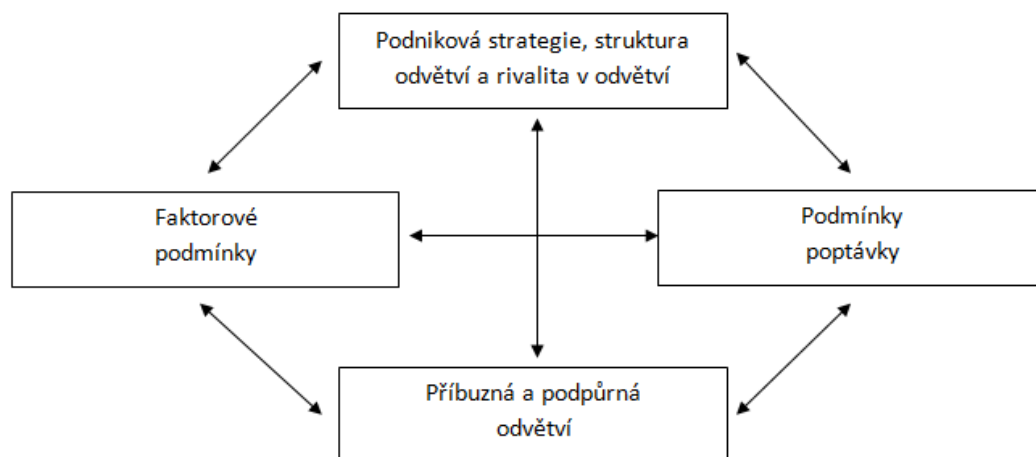 Podniková strategie, struktura
odvětví a rivalita v odvětví
Faktorové
podmínky
Podmínky
poptávky
Příbuzná a podpůrná
odvětví